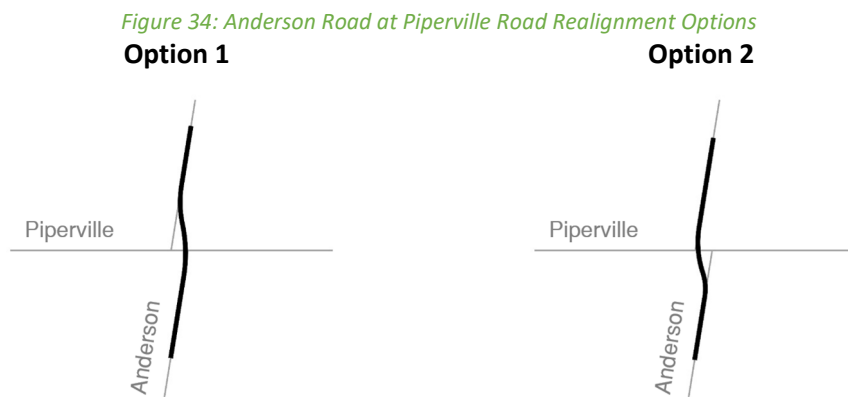 Figure 34: Anderson Road at Piperville Road Realignment Options
Option 1
Option 2
Piperville
Piperville
Anderson
Anderson